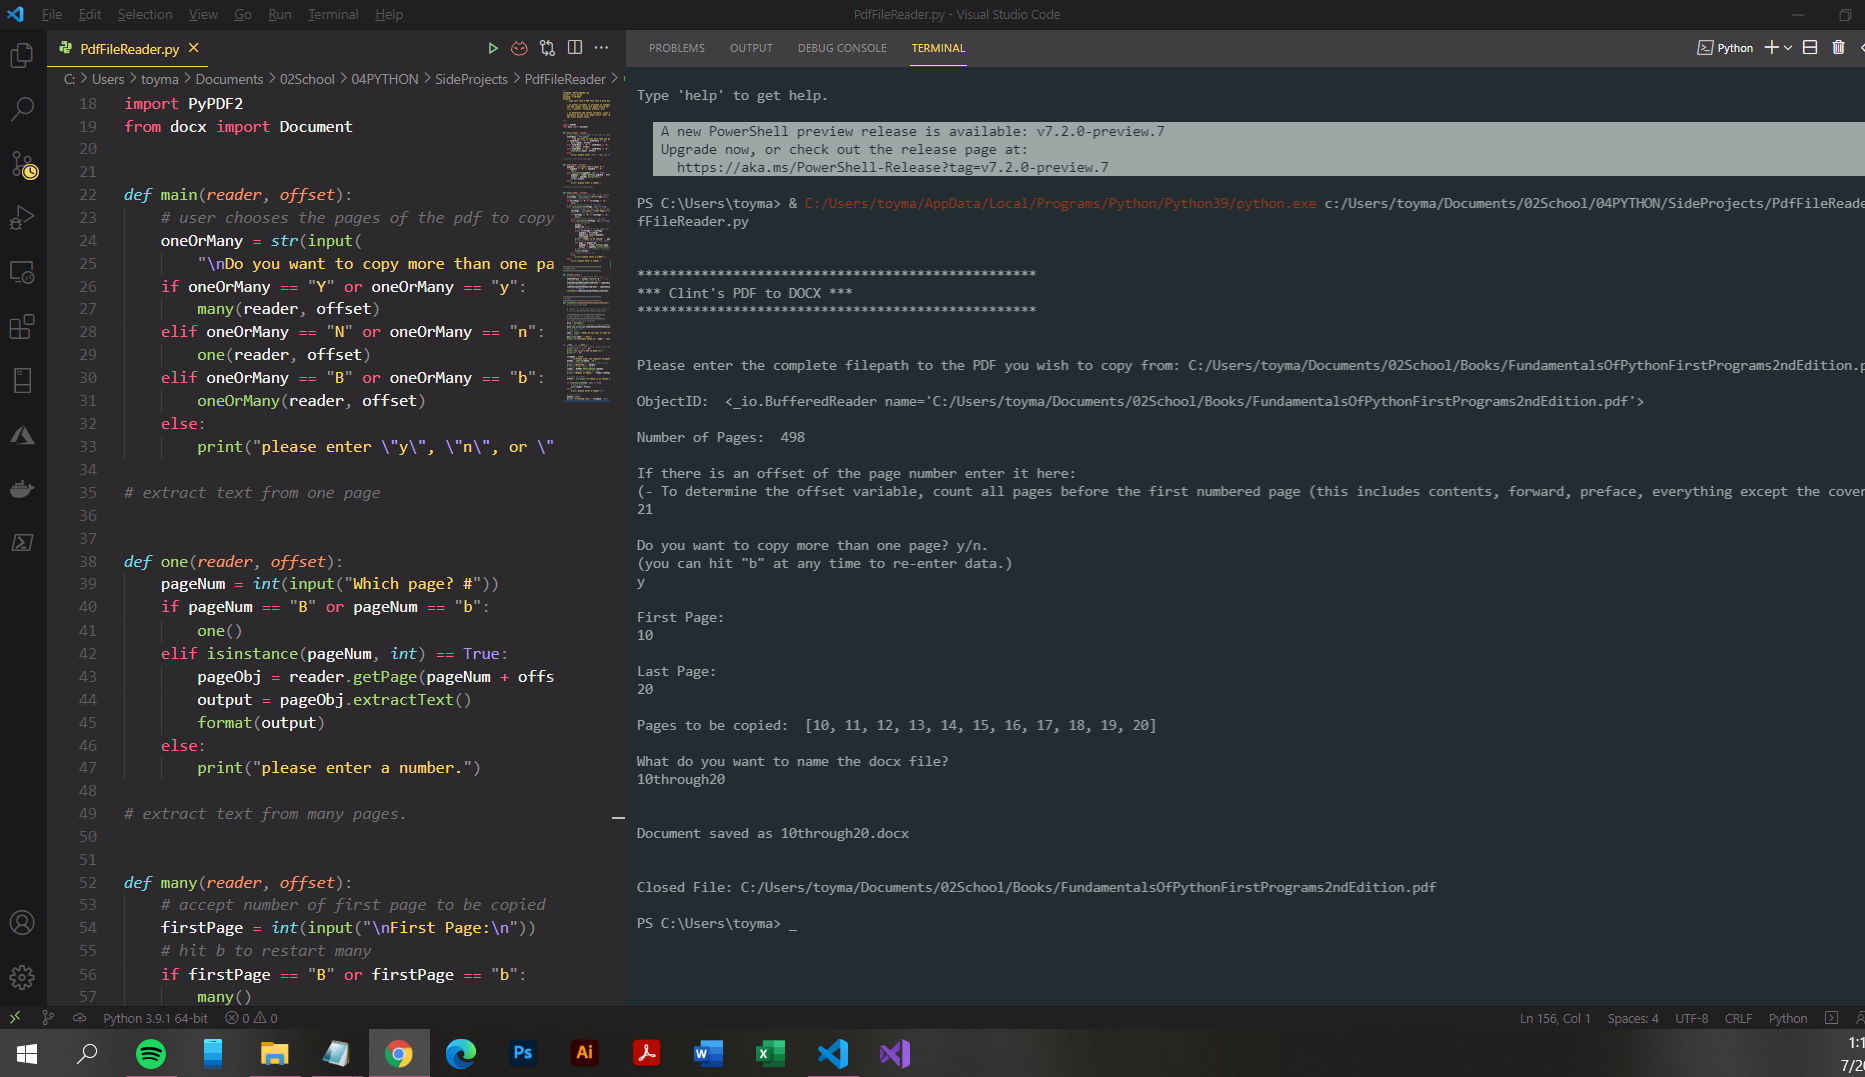 File Edit Selection View Go Run Terminal Help
PdfFileReader.py - Visual Studio Code
PdfFileReader.py
C: > Users > toyma > Documents > 02School > 04PYTHON > SideProjects > PdfFileReader >
18 import PyPDF2
19 from docx import Document
20
21
22 def main(reader, offset):
23 # user chooses the pages of the pdf to copy
24 oneOrMany = str(input(
25 "\nDo you want to copy more than one pa
26 if oneOrMany == "Y" or oneOrMany == "y":
27 many(reader, offset)
28 elif oneOrMany == "N" or oneOrMany == "n":
29 one(reader, offset)
30 elif oneOrMany == "B" or oneOrMany == "b":
31 oneOrMany(reader, offset)
32 else:
33 print("please enter \"y\", \"n\", or \"
34
35 # extract text from one page
36
37
38 def one(reader, offset):
39 pageNum = int(input("Which page? #"))
40 if pageNum == "B" or pageNum == "b":
41 one()
42 elif isinstance(pageNum, int) == True:
43 pageObj = reader.getPage(pageNum + offs
44 output = pageObj.extractText()
45 format(output)
46 else:
47 print("please enter a number.")
48
49 # extract text from many pages.
50
51
52 def many(reader, offset):
53 # accept number of first page to be copied
54 firstPage = int(input("\nFirst Page:\n"))
55 # hit b to restart many
56 if firstPage == "B" or firstPage == "b":
57 many()
PROBLEMS OUTPUT DEBUG CONSOLE TERMINAL
Python
Type 'help' to get help.
A new PowerShell preview release is available: v7.2.0-preview.7
Upgrade now, or check out the release page at:
https://aka.ms/PowerShell-Release?tag=v7.2.0-preview.7
PS C:\Users\toyma> & C:/Users/toyma/AppData/Local/Programs/Python/Python39/python.exe c:/Users/toyma/Documents/02School/04PYTHON/SideProjects/PdfFileReade
fFileReader.py
**************************************************
*** Clint's PDF to DOCX ***
**************************************************
Please enter the complete filepath to the PDF you wish to copy from: C:/Users/toyma/Documents/02School/Books/FundamentalsOfPythonFirstPrograms2ndEdition.p
ObjectID: <_io.BufferedReader name='C:/Users/toyma/Documents/02School/Books/FundamentalsOfPythonFirstPrograms2ndEdition.pdf'>
Number of Pages: 498
If there is an offset of the page number enter it here:
(- To determine the offset variable, count all pages before the first numbered page (this includes contents, forward, preface, everything except the cover
21
Do you want to copy more than one page? y/n.
(you can hit "b" at any time to re-enter data.)
y
First Page:
10
Last Page:
20
Pages to be copied: [10, 11, 12, 13, 14, 15, 16, 17, 18, 19, 20]
What do you want to name the docx file?
10through20
Document saved as 10through20.docx
Closed File: C:/Users/toyma/Documents/02School/Books/FundamentalsOfPythonFirstPrograms2ndEdition.pdf
PS C:\Users\toyma> _
Python 3.9.1 64-bit 0 0
Ln 156, Col 1 Spaces: 4 UTF-8 CRLF Python
Ps Ai W X
1:1
7/2